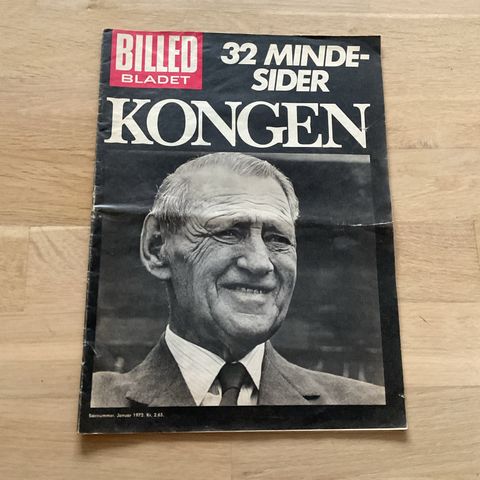 BILLED
BLADET
32 MINDE-
SIDER
KONGEN
Særnummer. Januar 1972. Kr. 2,65.